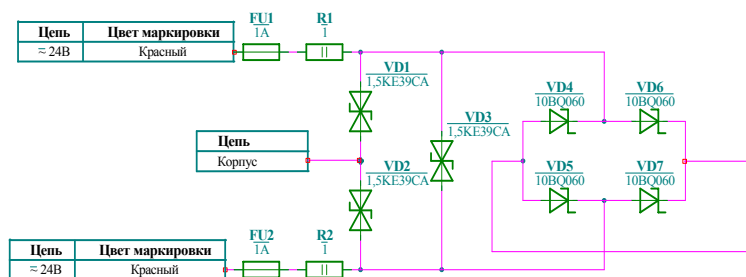 FU1
1А
R1
1
Цепь Цвет маркировки
≈ 24В Красный
VD1
1,5KE39CA
VD4
10BQ060
VD6
10BQ060
VD3
1,5KE39CA
Цепь
Корпус
VD2
1,5KE39CA
VD5
10BQ060
VD7
10BQ060
FU2
1А
R2
1
Цепь Цвет маркировки
≈ 24В Красный